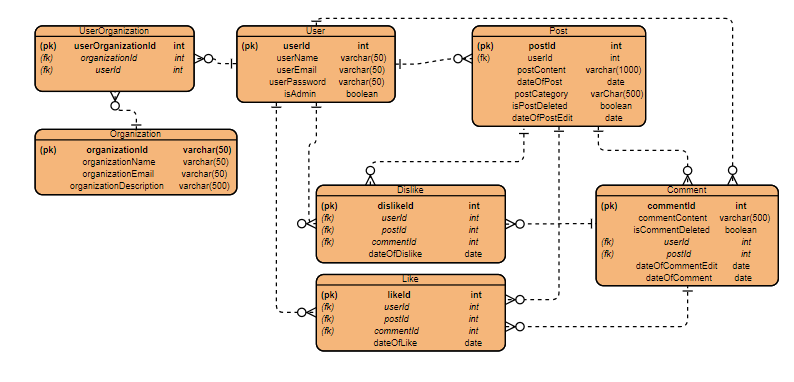 UserOrganization
(pk) userOrganizationId int
(fk) organizationId int
(fk) userId int
User
(pk) userId int
userName varchar(50)
userEmail varchar(50)
userPassword varchar(50)
isAdmin boolean
Post
(pk) postId int
(fk) userId int
postContent varchar(1000)
dateOfPost date
postCategory varChar(500)
isPostDeleted boolean
dateOfPostEdit date
Organization
(pk) organizationId varchar(50)
organizationName varchar(50)
organizationEmail varchar(50)
organizationDescription varchar(500)
Dislike
(pk) dislikeId int
(fk) userId int
(fk) postId int
(fk) commentId int
dateOfDislike date
Comment
(pk) commentId int
commentContent varchar(500)
isCommentDeleted boolean
(fk) userId int
(fk) postId int
dateOfCommentEdit date
dateOfComment date
Like
(pk) likeId int
(fk) userId int
(fk) postId int
(fk) commentId int
dateOfLike date